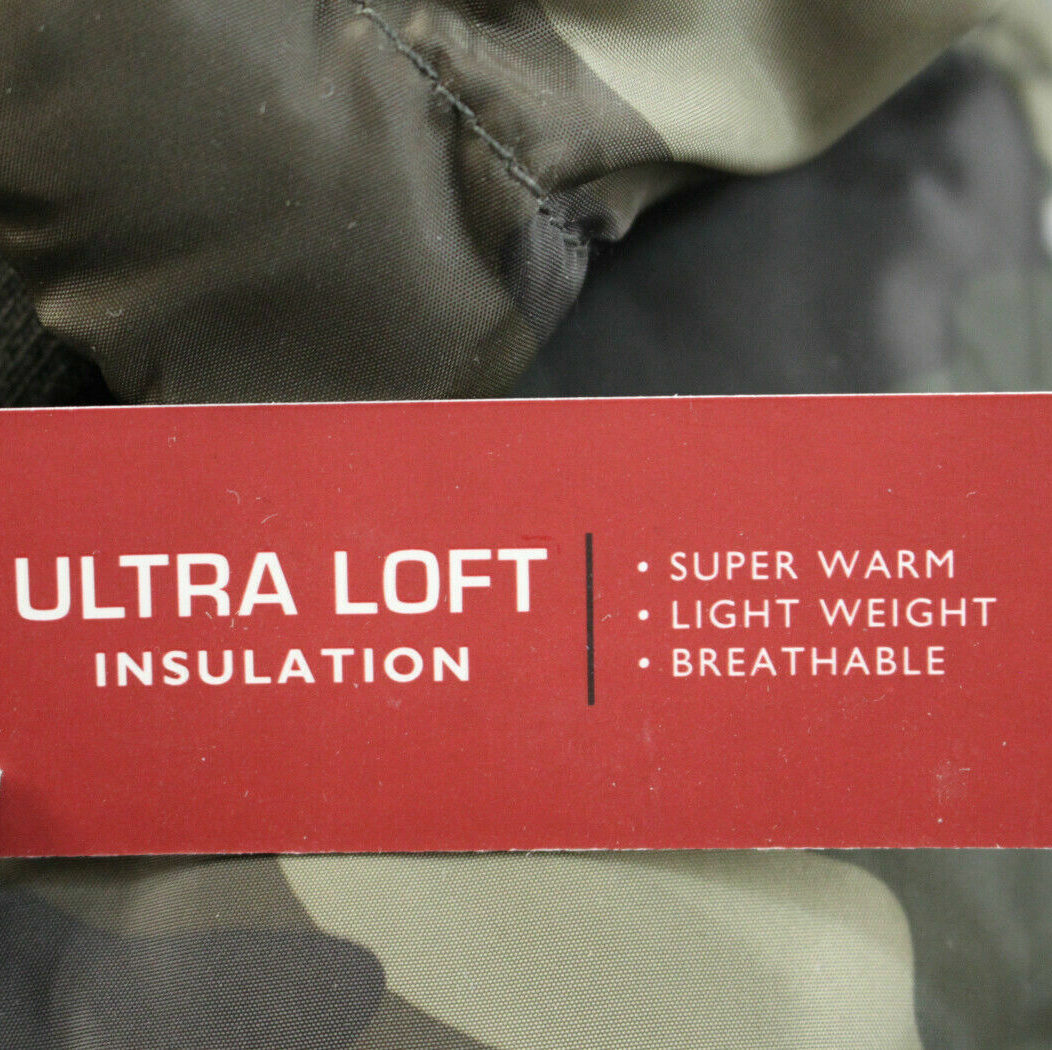 ULTRA LOFT
INSULATION
• SUPER WARM
• LIGHT WEIGHT
• BREATHABLE